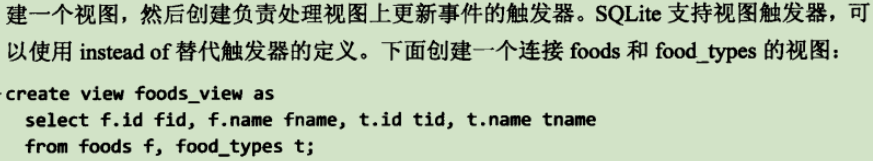 建一个视图，然后创建负责处理视图上更新事件的触发器。SQLite 支持视图触发器，可
以使用 instead of 替代触发器的定义。下面创建一个连接 foods 和 food_types 的视图：
create view foods_view as
select f.id fid, f.name fname, t.id tid, t.name tname
from foods f, food_types t;